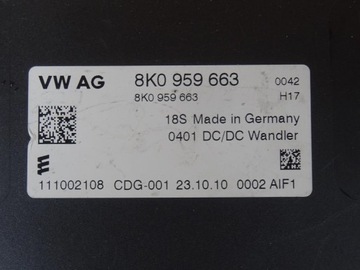 VW AG 8K0 959 663 0042
8K0 959 663 H17
18S Made in Germany
0401 DC/DC Wandler
111002108 CDG-001 23.10.10 0002 AIF1